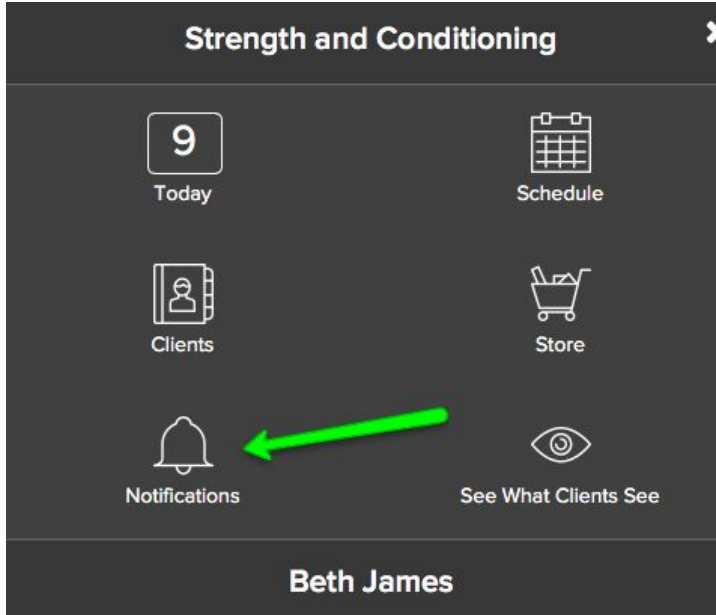 Strength and Conditioning
9
Today
Schedule
Clients
Store
Notifications
See What Clients See
Beth James